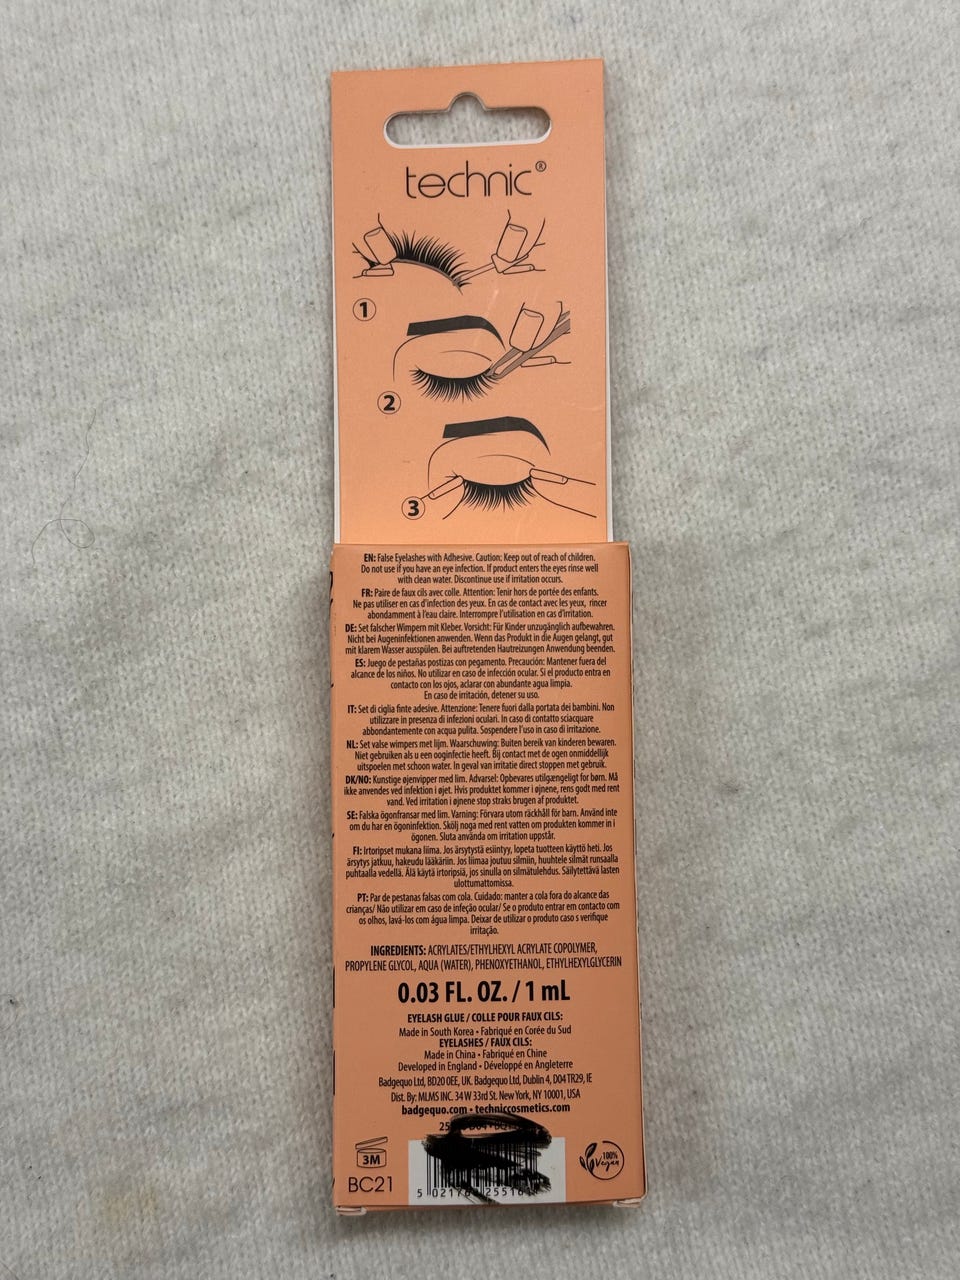 technic®
1
2
3
EN: False Eyelashes with Adhesive. Caution: Keep out of reach of children.
Do not use if you have an eye infection. If product enters the eyes rinse well
with clean water. Discontinue use if irritation occurs.
FR: Paire de faux cils avec colle. Attention: Tenir hors de portée des enfants.
Ne pas utiliser en cas d'infection des yeux. En cas de contact avec les yeux, rincer
abondamment à l'eau claire. Interrompre l'utilisation en cas d'irritation.
DE: Set falscher Wimpern mit Kleber. Vorsicht: Für Kinder unzugänglich aufbewahren.
Nicht bei Augeninfektionen anwenden. Wenn das Produkt in die Augen gelangt, gut
mit klarem Wasser ausspülen. Bei auftretenden Hautreizungen Anwendung beenden.
ES: Juego de pestañas postizas con pegamento. Precaución: Mantener fuera del
alcance de los niños. No utilizar en caso de infección ocular. Si el producto entra en
contacto con los ojos, aclarar con abundante agua limpia.
En caso de irritación, detener su uso.
IT: Set di ciglia finte adesive. Attenzione: Tenere fuori dalla portata dei bambini. Non
utilizzare in presenza di infezioni oculari. In caso di contatto sciacquare
abbondantemente con acqua pulita. Sospendere l'uso in caso di irritazione.
NL: Set valse wimpers met lijm. Waarschuwing: Buiten bereik van kinderen bewaren.
Niet gebruiken als u een ooginfectie heeft. Bij contact met de ogen onmiddellijk
uitspoelen met schoon water. In geval van irritatie direct stoppen met gebruik.
DK/NO: Kunstige øjenvipper med lim. Advarsel: Opbevares utilgængeligt for børn. Må
ikke anvendes ved infektion i øjet. Hvis produktet kommer i øjnene, rens godt med rent
vand. Ved irritation i øjnene stop straks brugen af produktet.
SE: Falska ögonfransar med lim. Varning: Förvara utom räckhåll för barn. Använd inte
om du har en ögoninfektion. Skölj noga med rent vatten om produkten kommer in i
ögonen. Sluta använda om irritation uppstår.
FI: Irtoripset mukana liima. Jos ärsytystä esiintyy, lopeta tuotteen käyttö heti. Jos
ärsytys jatkuu, hakeudu lääkäriin. Jos liimaa joutuu silmiin, huuhtele silmät runsaalla
puhtaalla vedellä. Älä käytä irtoripsiä, jos sinulla on silmätulehdus. Säilytettävä lasten
ulottumattomissa.
PT: Par de pestanas falsas com cola. Cuidado: manter a cola fora do alcance das
crianças/ Não utilizar em caso de infeção ocular/ Se o produto entrar em contacto com
os olhos, lavá-los com água limpa. Deixar de utilizar o produto caso s verifique
irritação.
INGREDIENTS: ACRYLATES/ETHYLHEXYL ACRYLATE COPOLYMER,
PROPYLENE GLYCOL, AQUA (WATER), PHENOXYETHANOL, ETHYLHEXYLGLYCERIN
0.03 FL. OZ. / 1 mL
EYELASH GLUE / COLLE POUR FAUX CILS:
Made in South Korea • Fabriqué en Corée du Sud
EYELASHES / FAUX CILS:
Made in China • Fabriqué en Chine
Developed in England • Développé en Angleterre
Badgequo Ltd, BD20 0EE, UK. Badgequo Ltd, Dublin 4, D04 TR29, IE
Dist. By: MLMS INC. 34 W 33rd St. New York, NY 10001, USA
badgequo.com • techniccosmetics.com
3M
BC21
100%
Vegan